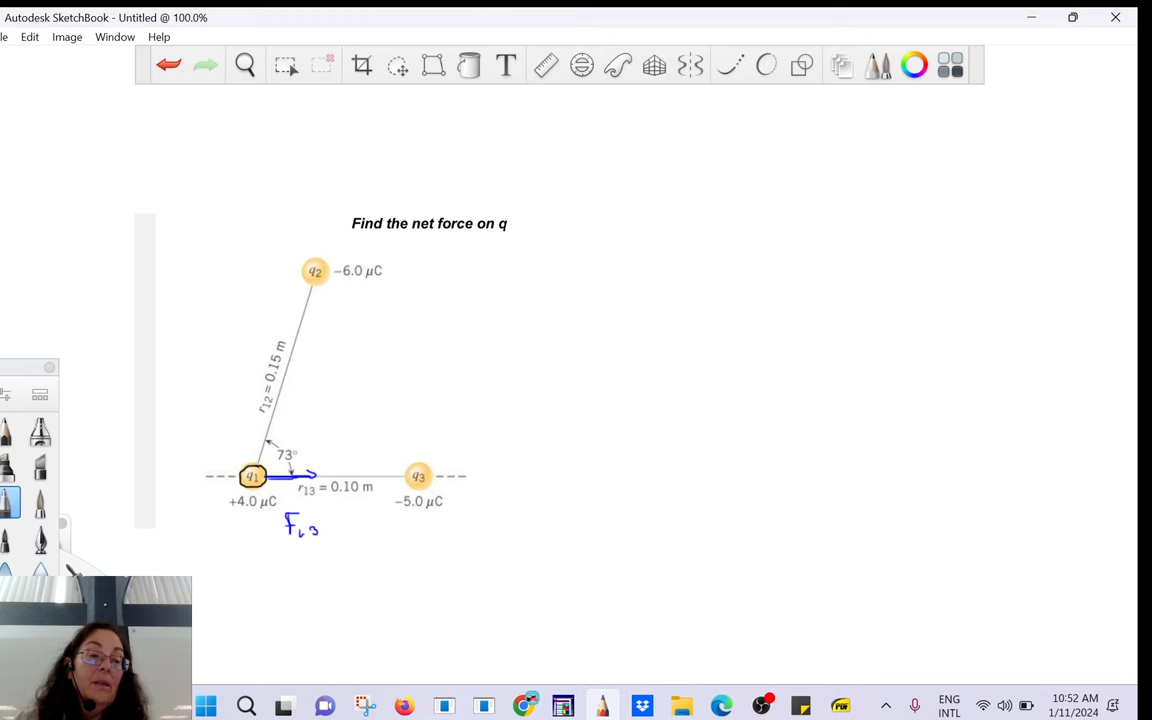 Autodesk SketchBook - Untitled @ 100.0%
le Edit Image Window Help
T
Find the net force on q
q2 −6.0 μC
r12 = 0.15 m
73°
q1
q3
r13 = 0.10 m
+4.0 μC
−5.0 μC
F13
PDF
ENG
INTL
10:52 AM
1/11/2024